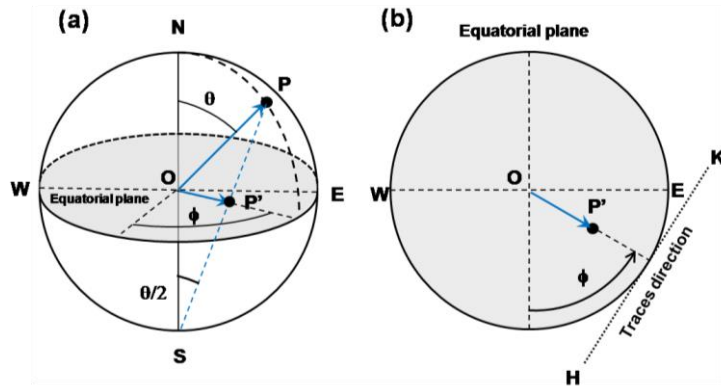 (a)
N
P
θ
W
O
E
Equatorial plane
P'
ϕ
θ/2
S
(b)
Equatorial plane
K
W
O
E
P'
ϕ
Traces direction
H